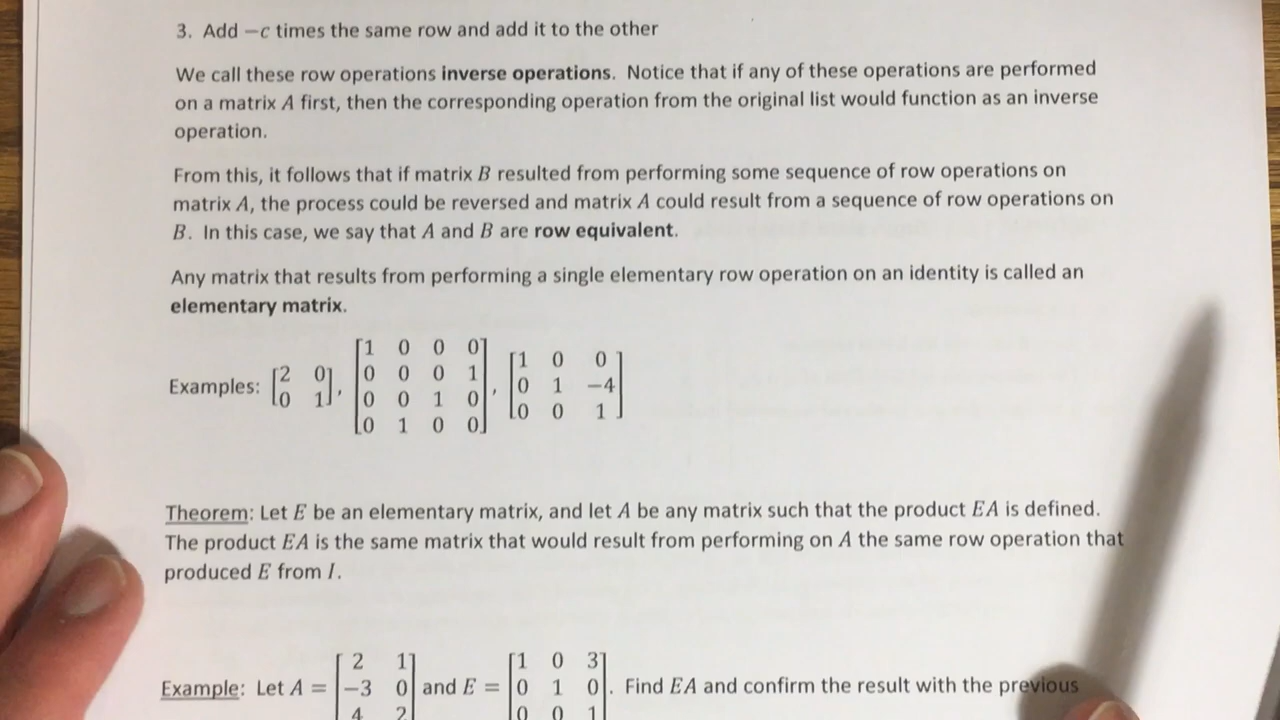 3. Add −c times the same row and add it to the other
We call these row operations inverse operations. Notice that if any of these operations are performed
on a matrix A first, then the corresponding operation from the original list would function as an inverse
operation.
From this, it follows that if matrix B resulted from performing some sequence of row operations on
matrix A, the process could be reversed and matrix A could result from a sequence of row operations on
B. In this case, we say that A and B are row equivalent.
Any matrix that results from performing a single elementary row operation on an identity is called an
elementary matrix.
Examples: [2 0; 0 1], [1 0 0 0; 0 0 0 1; 0 0 1 0; 0 1 0 0], [1 0 0; 0 1 −4; 0 0 1]
Theorem: Let E be an elementary matrix, and let A be any matrix such that the product EA is defined.
The product EA is the same matrix that would result from performing on A the same row operation that
produced E from I.
Example: Let A = [2 1; −3 0; 4 2] and E = [1 0 3; 0 1 0; 0 0 1]. Find EA and confirm the result with the previous